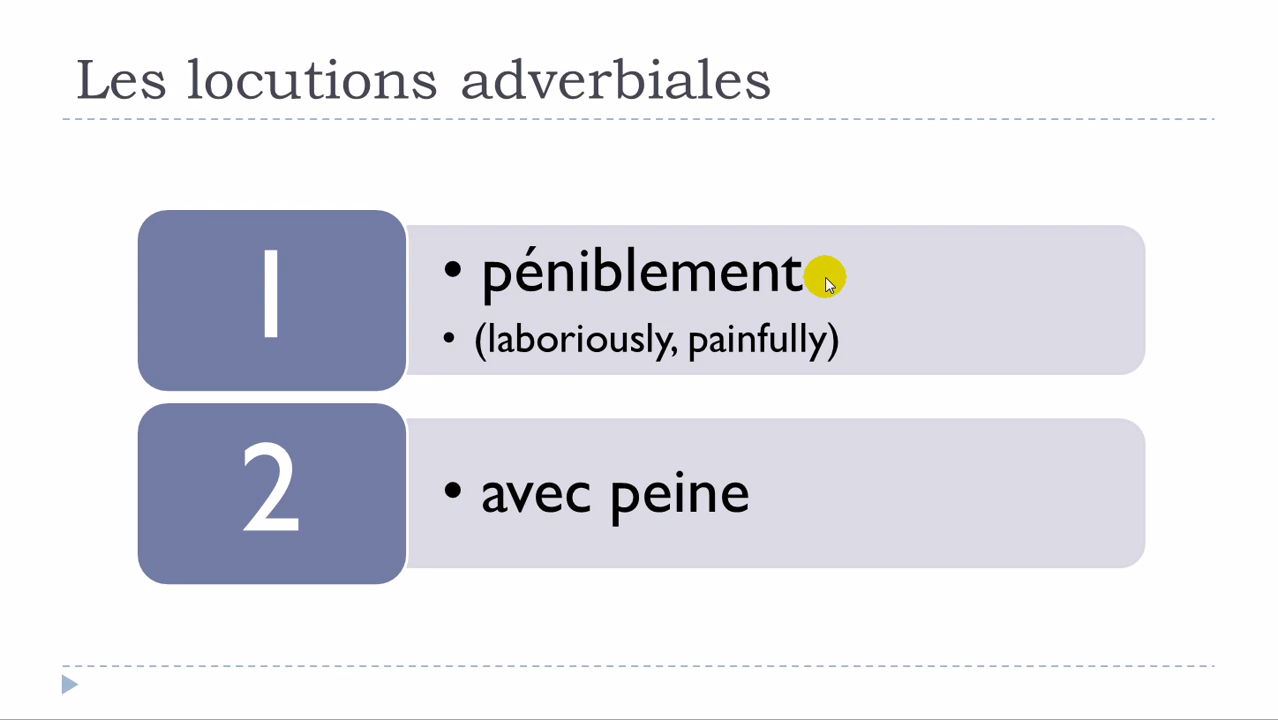 Les locutions adverbiales
1
• péniblement
• (laboriously, painfully)
2
• avec peine